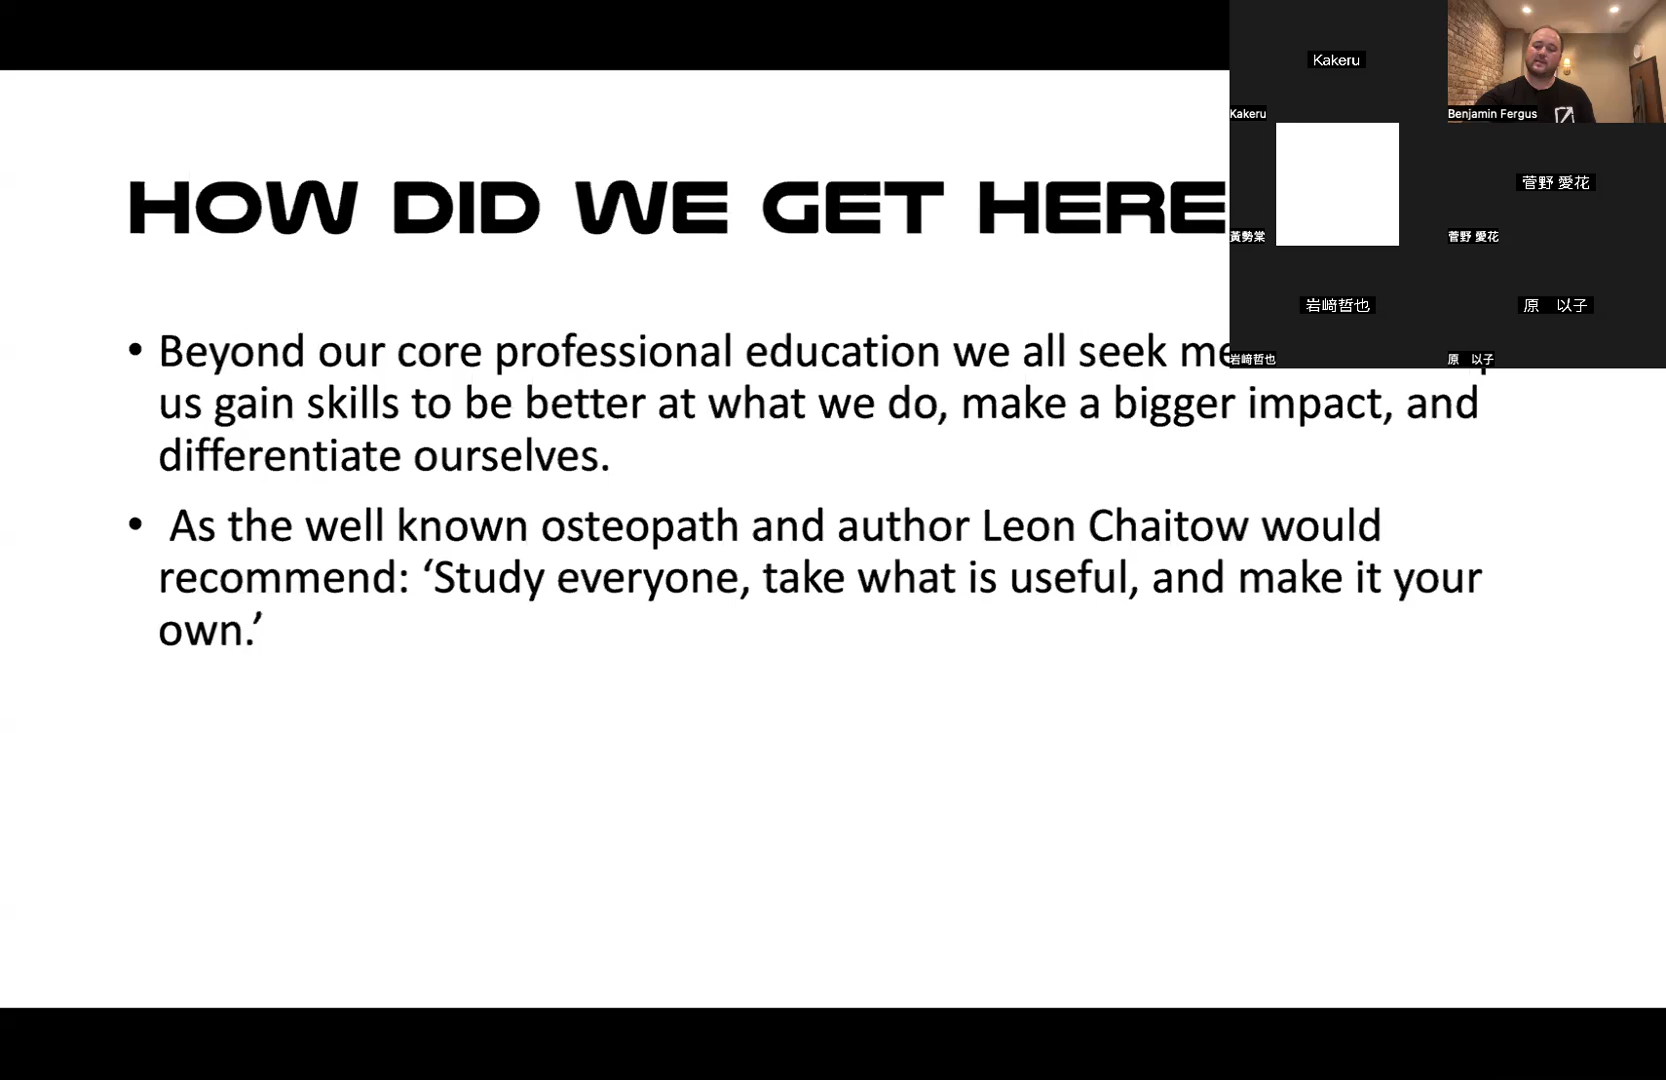 HOW DID WE GET HERE
• Beyond our core professional education we all seek
us gain skills to be better at what we do, make a bigger impact, and
differentiate ourselves.
• As the well known osteopath and author Leon Chaitow would
recommend: ‘Study everyone, take what is useful, and make it your
own.’
Kakeru
Kakeru
Benjamin Fergus
黃勢棠
菅野 愛花
菅野 愛花
岩﨑哲也
岩﨑哲也
原　以子
原　以子